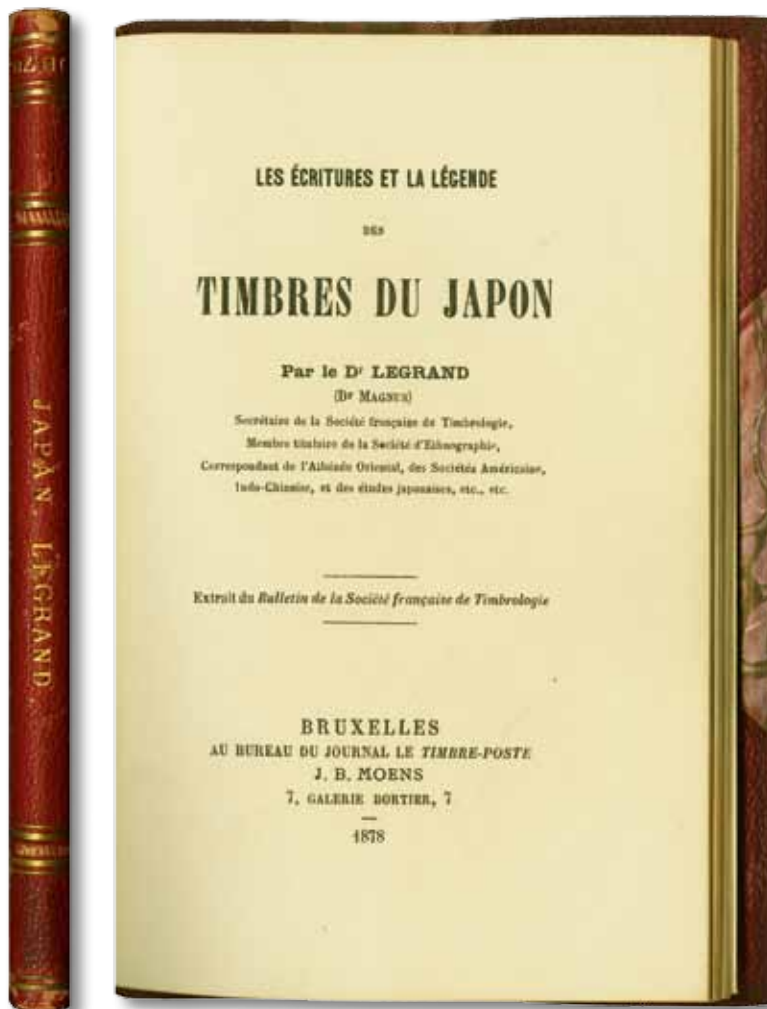 JAPAN. LEGRAND.
LES ÉCRITURES ET LA LÉGENDE
DES
TIMBRES DU JAPON
Par le Dr LEGRAND
(Dr MAGNUS)
Secrétaire de la Société française de Timbrologie,
Membre titulaire de la Société d'Ethnographie,
Correspondant de l'Athénée Oriental, des Sociétés Américaine,
Indo-Chinoise, et des études japonaises, etc., etc.
Extrait du Bulletin de la Société française de Timbrologie
BRUXELLES
AU BUREAU DU JOURNAL LE TIMBRE-POSTE
J. B. MOENS
7, GALERIE BORTIER, 7
1878